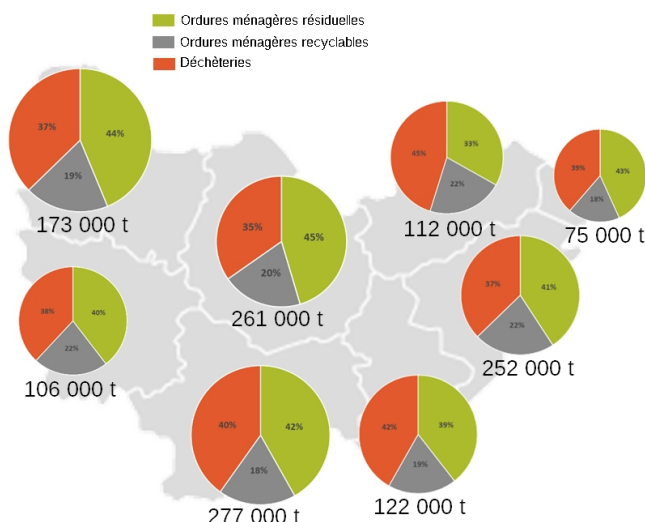 Ordures ménagères résiduelles
Ordures ménagères recyclables
Déchèteries
37%
44%
19%
173 000 t
45%
33%
22%
112 000 t
39%
43%
18%
75 000 t
35%
45%
20%
261 000 t
37%
41%
22%
252 000 t
38%
40%
22%
106 000 t
40%
42%
18%
277 000 t
42%
39%
19%
122 000 t